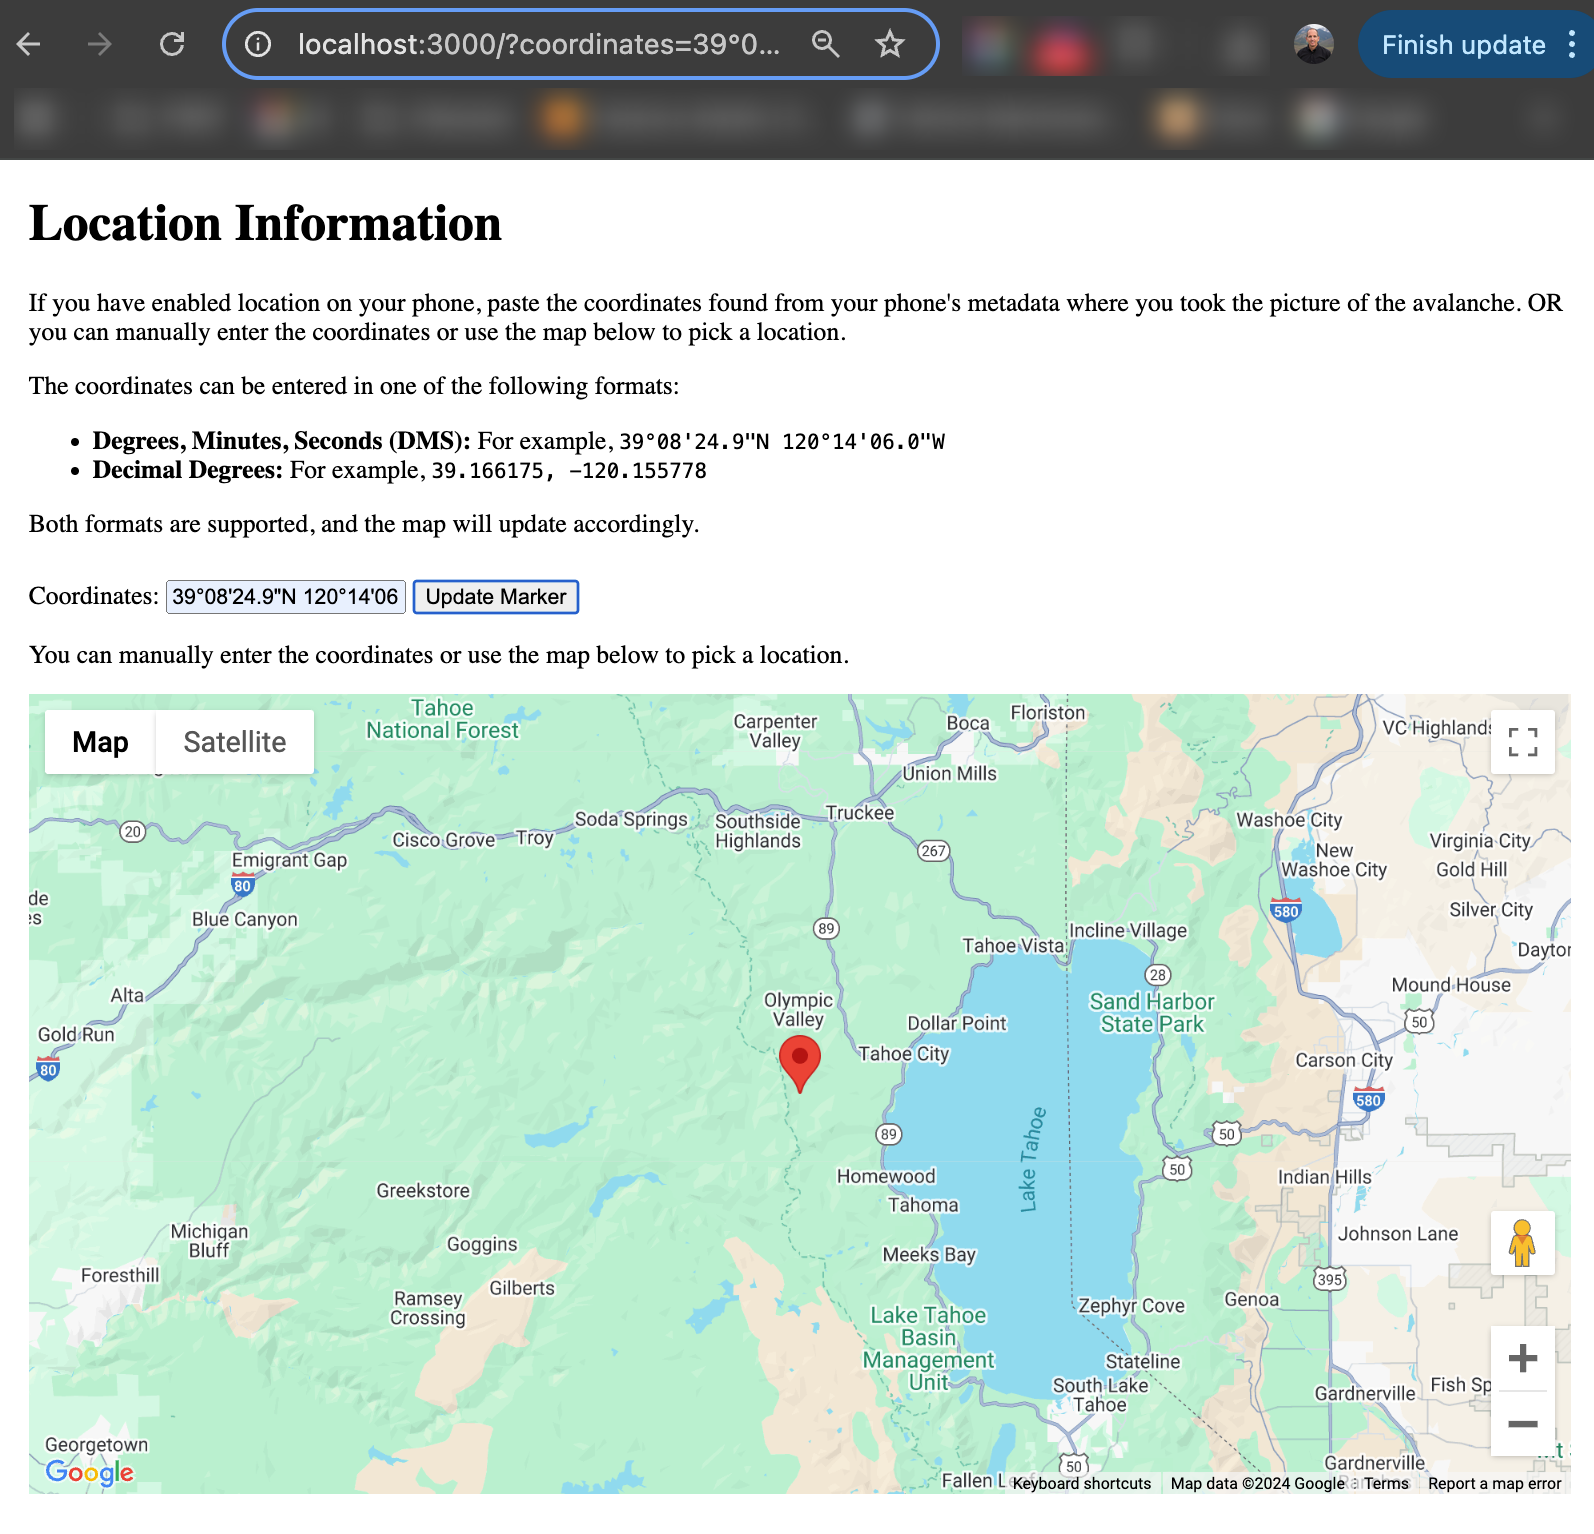 localhost:3000/?coordinates=39°0...
Finish update
Location Information
If you have enabled location on your phone, paste the coordinates found from your phone's metadata where you took the picture of the avalanche. OR
you can manually enter the coordinates or use the map below to pick a location.
The coordinates can be entered in one of the following formats:
• Degrees, Minutes, Seconds (DMS): For example, 39°08'24.9"N 120°14'06.0"W
• Decimal Degrees: For example, 39.166175, -120.155778
Both formats are supported, and the map will update accordingly.
Coordinates: 39°08'24.9"N 120°14'06 Update Marker
You can manually enter the coordinates or use the map below to pick a location.
Map Satellite
Tahoe
National Forest
Carpenter
Valley
Boca
Floriston
VC Highlands
Union Mills
Soda Springs
Southside
Highlands
Truckee
Washoe City
20
Cisco Grove
Troy
New
Washoe City
Virginia City
267
Emigrant Gap
80
Gold Hill
de
es
Blue Canyon
89
580
Silver City
Tahoe Vista
Incline Village
Dayton
28
Alta
Olympic
Valley
Sand Harbor
State Park
Mound House
50
Gold Run
Dollar Point
80
Tahoe City
Carson City
580
89
Lake Tahoe
50
50
Homewood
Indian Hills
Greekstore
Tahoma
Michigan
Bluff
Goggins
Meeks Bay
Johnson Lane
Foresthill
Gilberts
395
Ramsey
Crossing
Zephyr Cove
Genoa
Lake Tahoe
Basin
Management
Unit
Stateline
South Lake
Tahoe
Gardnerville
Fish Sp
Georgetown
Google
50
Gardnerville
Fallen L
Keyboard shortcuts
Map data ©2024 Google
Terms
Report a map error